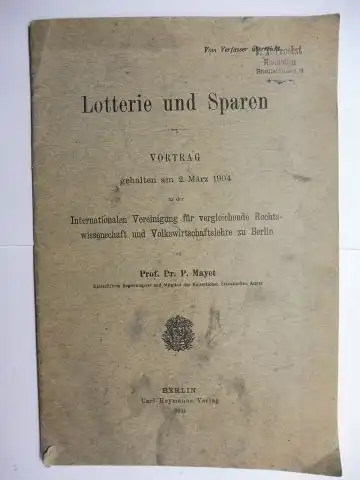 Vom Verfasser überreicht.
Lotterie und Sparen
VORTRAG
gehalten am 2. März 1904
in der
Internationalen Vereinigung für vergleichende Rechts-
wissenschaft und Volkswirtschaftslehre zu Berlin
von
Prof. Dr. P. Mayet
BERLIN
Carl Heymanns Verlag
1904